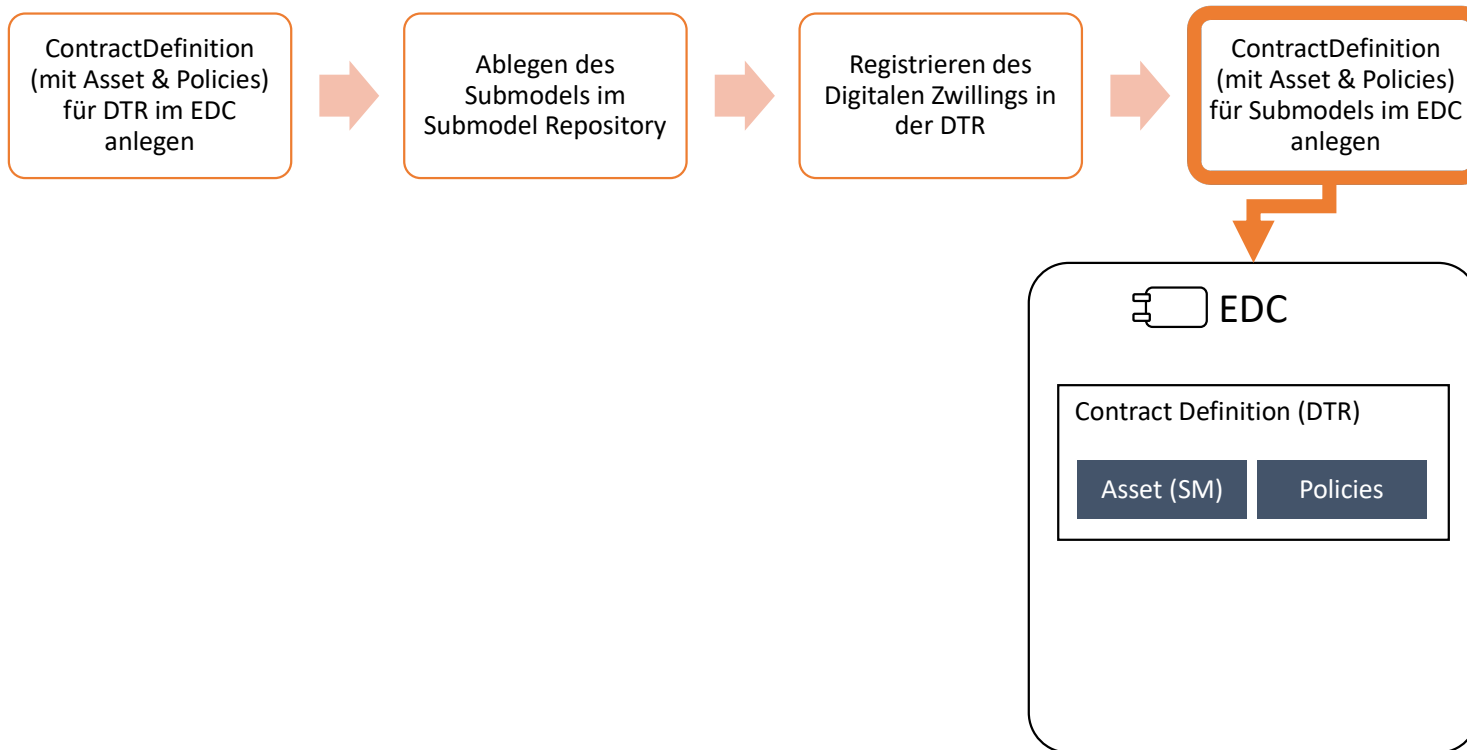 ContractDefinition
(mit Asset & Policies)
für DTR im EDC
anlegen
Ablegen des
Submodels im
Submodel Repository
Registrieren des
Digitalen Zwillings in
der DTR
ContractDefinition
(mit Asset & Policies)
für Submodels im EDC
anlegen
EDC
Contract Definition (DTR)
Asset (SM)
Policies